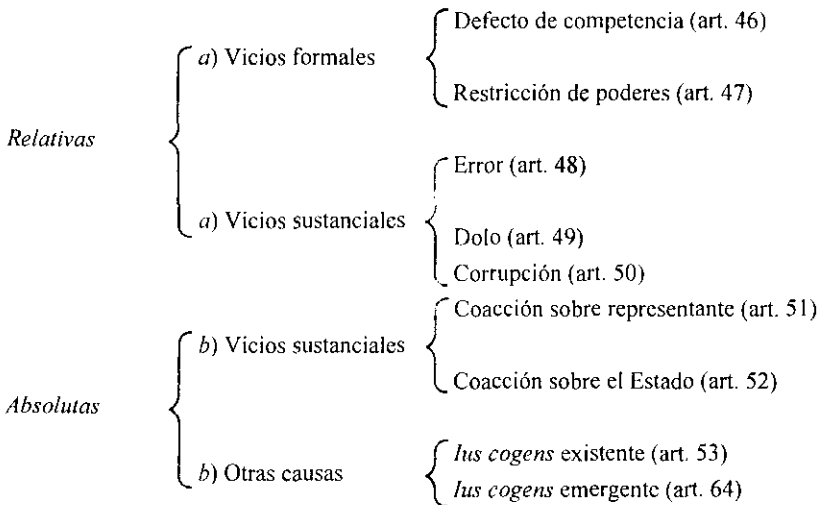 Defecto de competencia (art. 46)
a) Vicios formales
Restricción de poderes (art. 47)
Relativas
Error (art. 48)
a) Vicios sustanciales
Dolo (art. 49)
Corrupción (art. 50)
Coacción sobre representante (art. 51)
b) Vicios sustanciales
Coacción sobre el Estado (art. 52)
Absolutas
Ius cogens existente (art. 53)
b) Otras causas
Ius cogens emergente (art. 64)